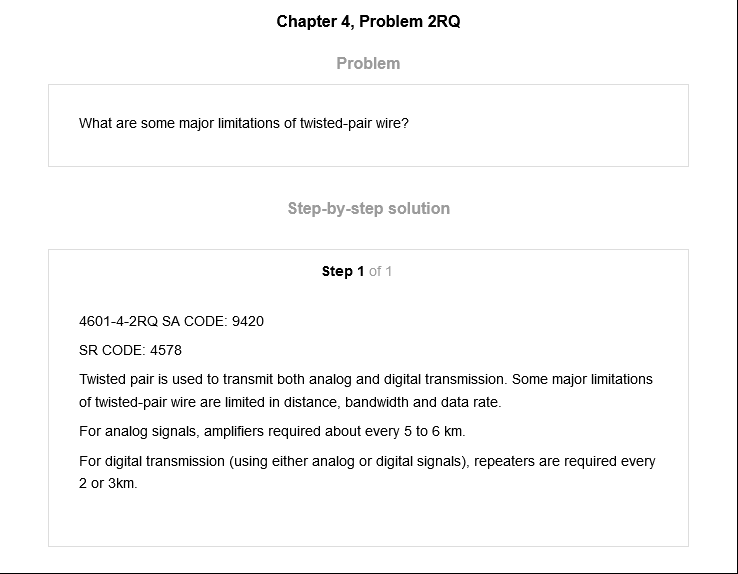 Chapter 4, Problem 2RQ
Problem
What are some major limitations of twisted-pair wire?
Step-by-step solution
Step 1 of 1
4601-4-2RQ SA CODE: 9420
SR CODE: 4578
Twisted pair is used to transmit both analog and digital transmission. Some major limitations
of twisted-pair wire are limited in distance, bandwidth and data rate.
For analog signals, amplifiers required about every 5 to 6 km.
For digital transmission (using either analog or digital signals), repeaters are required every
2 or 3km.